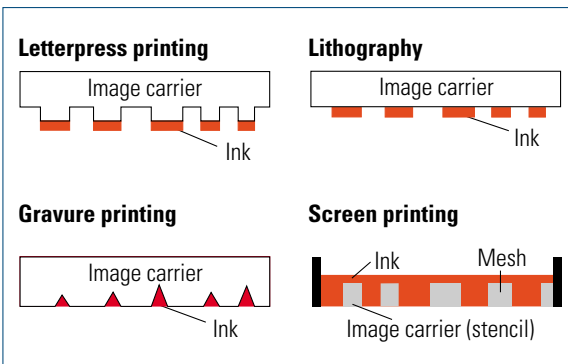 Letterpress printing
Image carrier
Ink
Lithography
Image carrier
Ink
Gravure printing
Image carrier
Ink
Screen printing
Ink
Mesh
Image carrier (stencil)